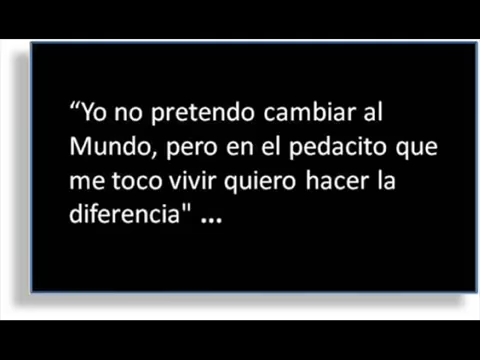 “Yo no pretendo cambiar al
Mundo, pero en el pedacito que
me toco vivir quiero hacer la
diferencia" ...